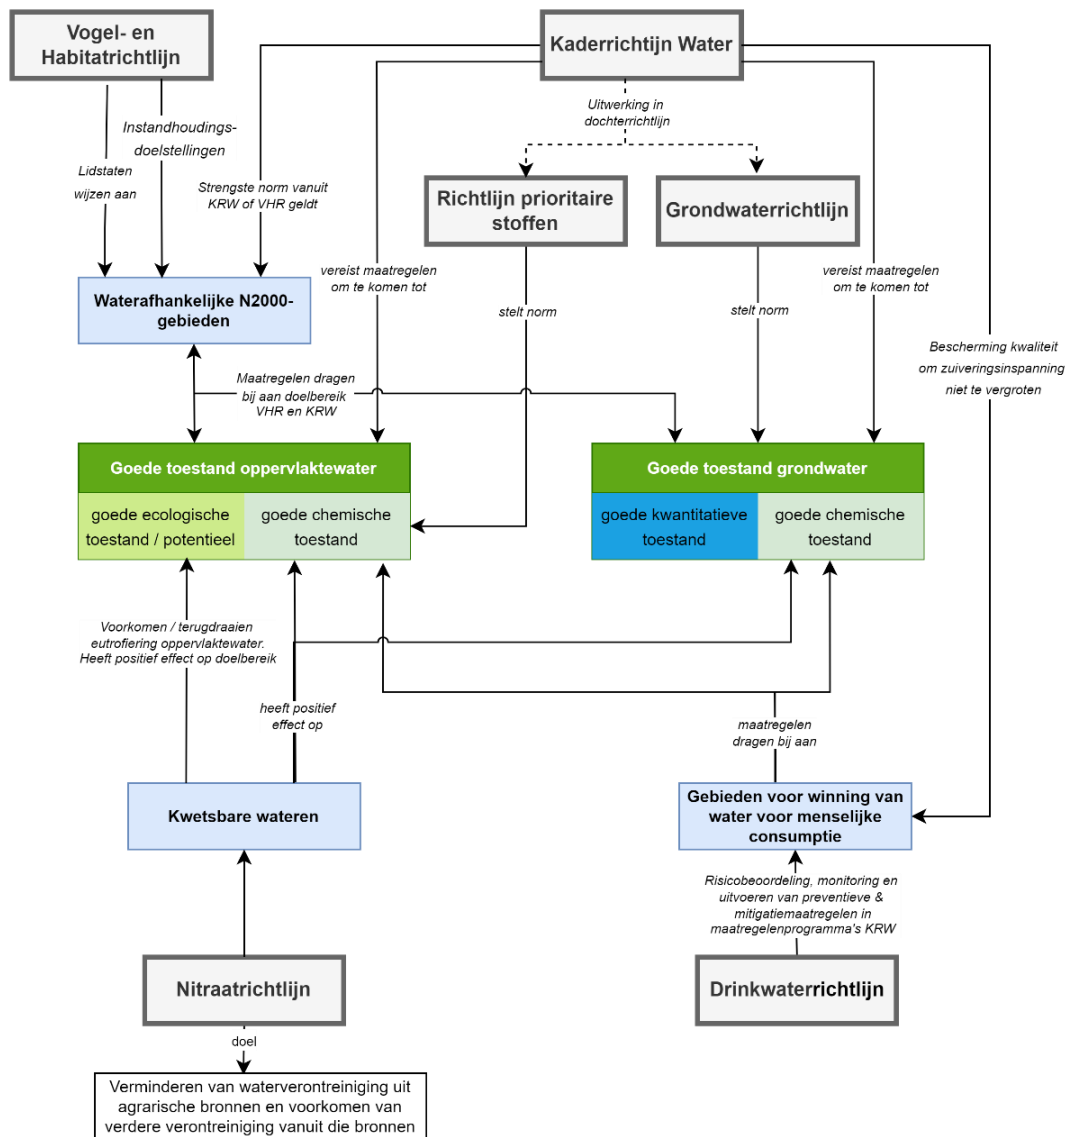 Vogel- en
Habitatrichtlijn
Kaderrichtijn Water
Uitwerking in
dochterrichtlijn
Instandhoudings-
doelstellingen
Lidstaten
wijzen aan
Strengste norm vanuit
KRW of VHR geldt
Richtlijn prioritaire
stoffen
Grondwaterrichtlijn
vereist maatregelen
om te komen tot
vereist maatregelen
om te komen tot
Waterafhankelijke N2000-
gebieden
stelt norm
stelt norm
Bescherming kwaliteit
om zuiveringsinspanning
niet te vergroten
Maatregelen dragen
bij aan doelbereik
VHR en KRW
Goede toestand oppervlaktewater
goede ecologische
toestand / potentieel
goede chemische
toestand
Goede toestand grondwater
goede kwantitatieve
toestand
goede chemische
toestand
Voorkomen / terugdraaien
eutrofiering oppervlaktewater.
Heeft positief effect op doelbereik
heeft positief
effect op
maatregelen
dragen bij aan
Kwetsbare wateren
Gebieden voor winning van
water voor menselijke
consumptie
Risicobeoordeling, monitoring en
uitvoeren van preventieve &
mitigatiemaatregelen in
maatregelenprogramma's KRW
Nitraatrichtlijn
Drinkwaterrichtlijn
doel
Verminderen van waterverontreiniging uit
agrarische bronnen en voorkomen van
verdere verontreiniging vanuit die bronnen